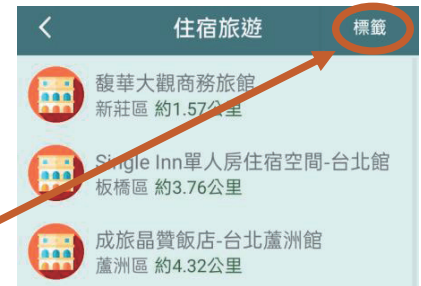 住宿旅遊 標籤
馥華大觀商務旅館
新莊區 約1.57公里
Single Inn單人房住宿空間-台北館
板橋區 約3.76公里
成旅晶贊飯店-台北蘆洲館
蘆洲區 約4.32公里